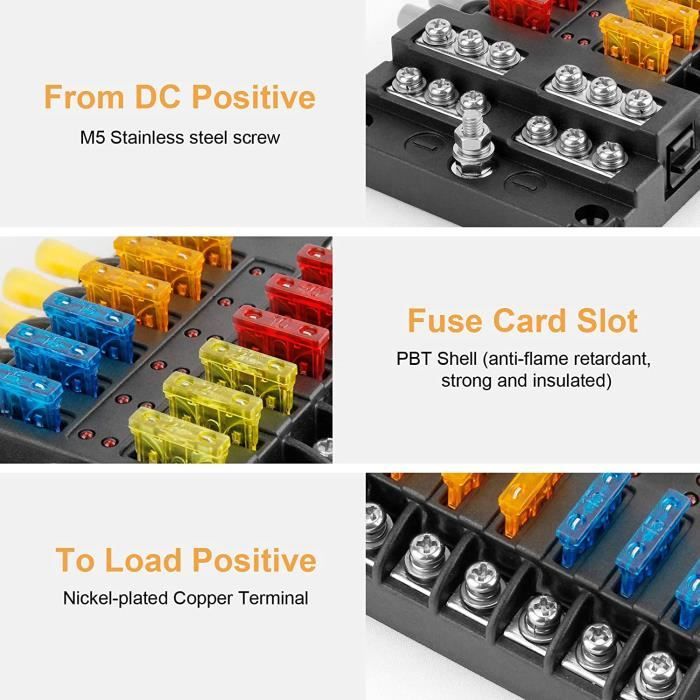 From DC Positive
M5 Stainless steel screw
Fuse Card Slot
PBT Shell (anti-flame retardant,
strong and insulated)
To Load Positive
Nickel-plated Copper Terminal